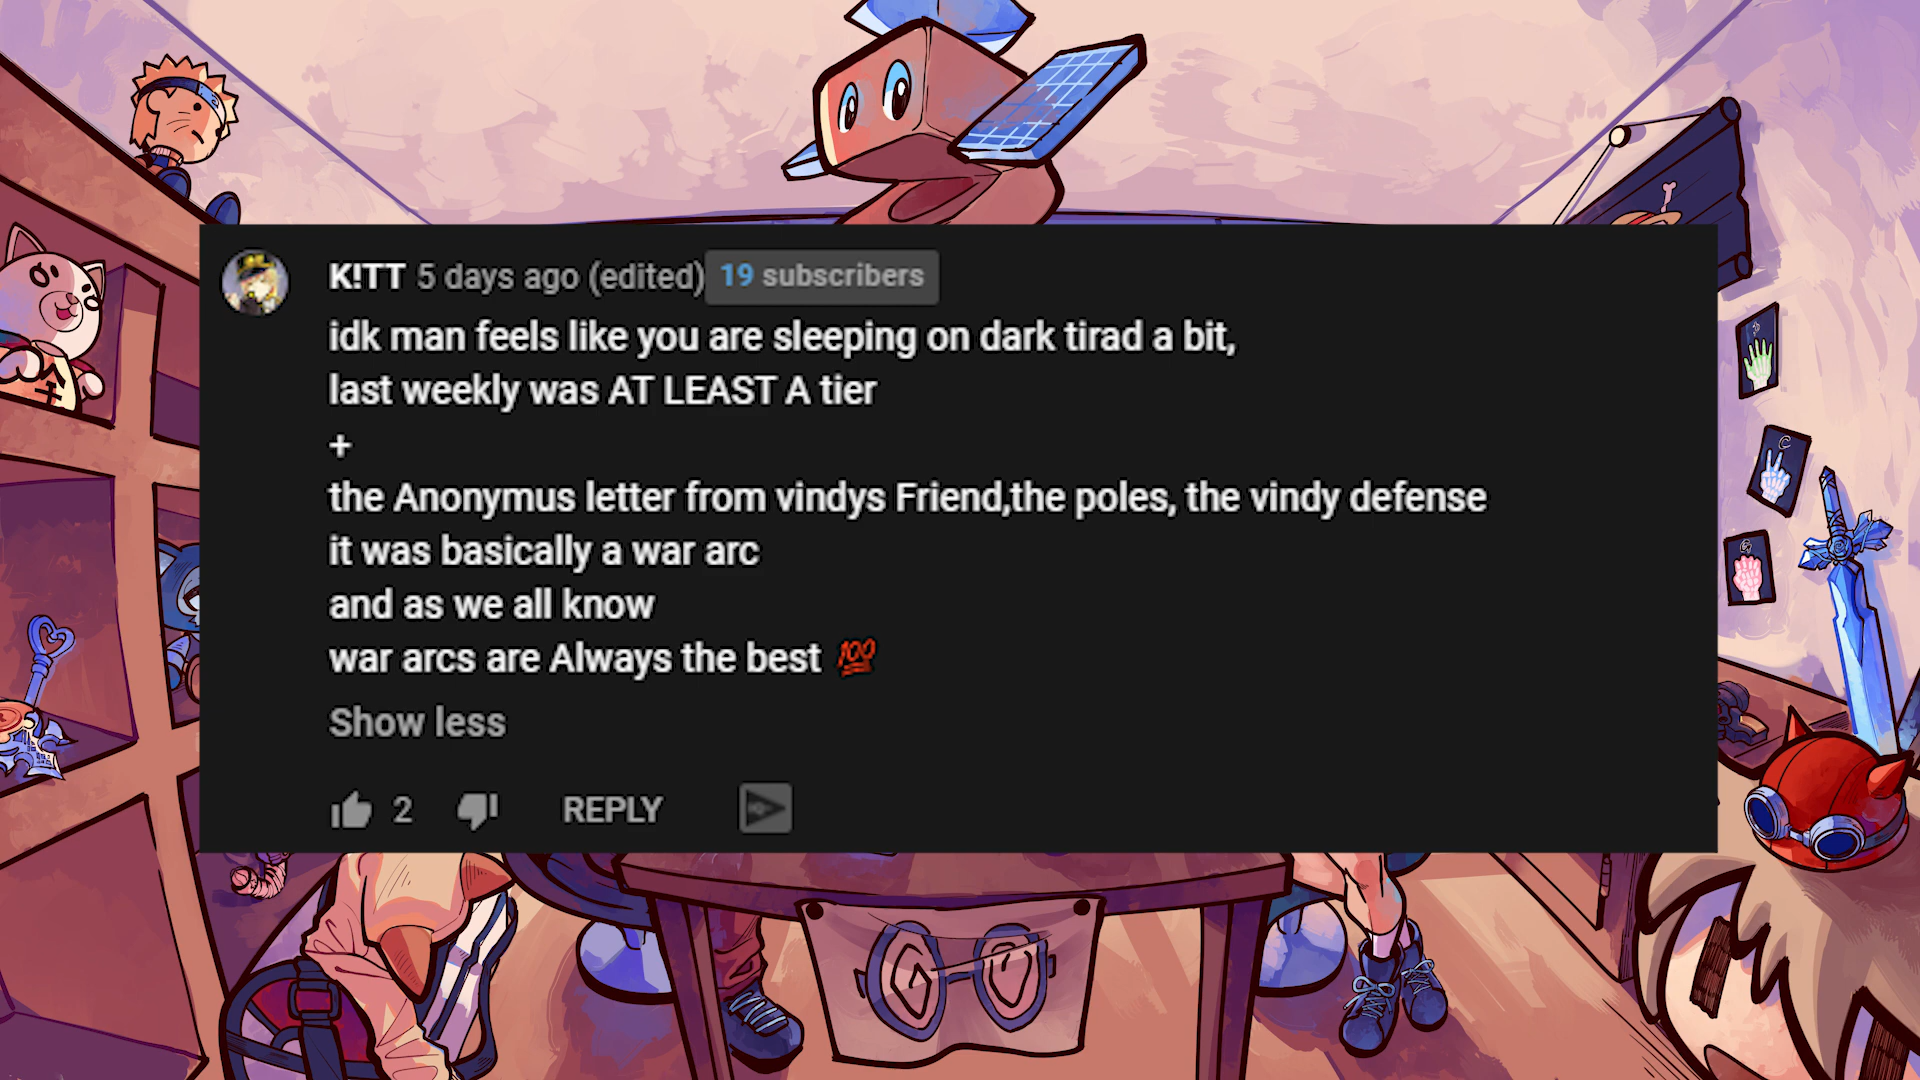 K!TT 5 days ago (edited) 19 subscribers
idk man feels like you are sleeping on dark tirad a bit,
last weekly was AT LEAST A tier
+
the Anonymus letter from vindys Friend,the poles, the vindy defense
it was basically a war arc
and as we all know
war arcs are Always the best 💯
Show less
2 REPLY